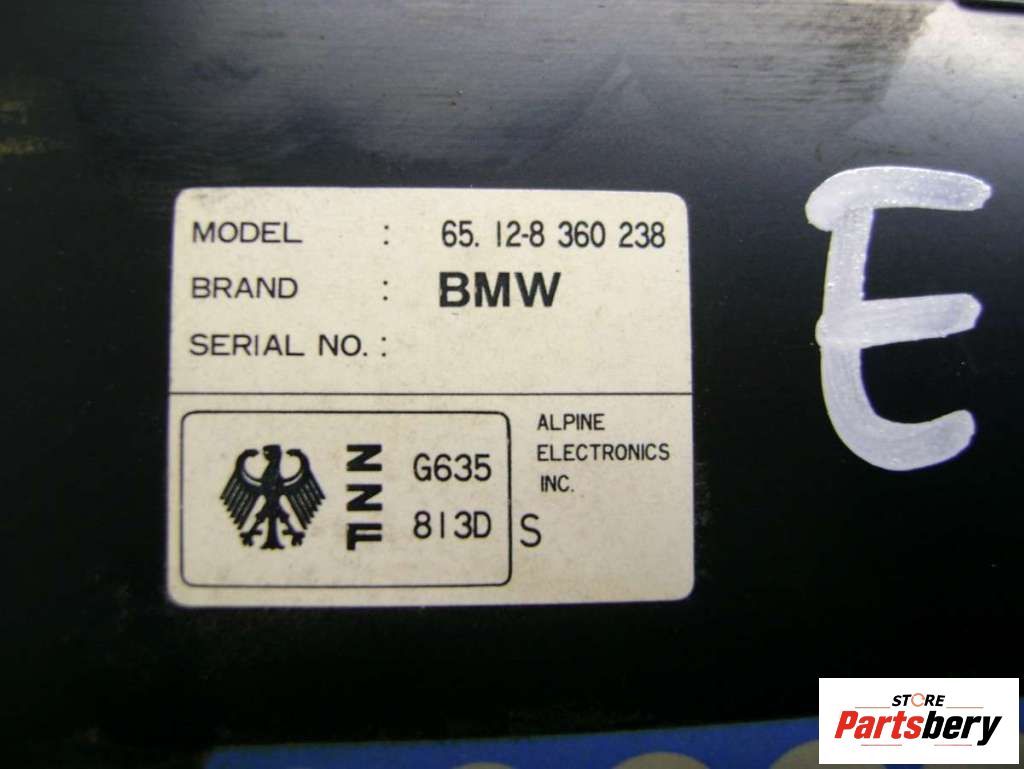 MODEL : 65. 12-8 360 238
BRAND : BMW
SERIAL NO. :
ALPINE
ELECTRONICS
INC.
ZZF
G635
813D
S
E
STORE
Partsbery